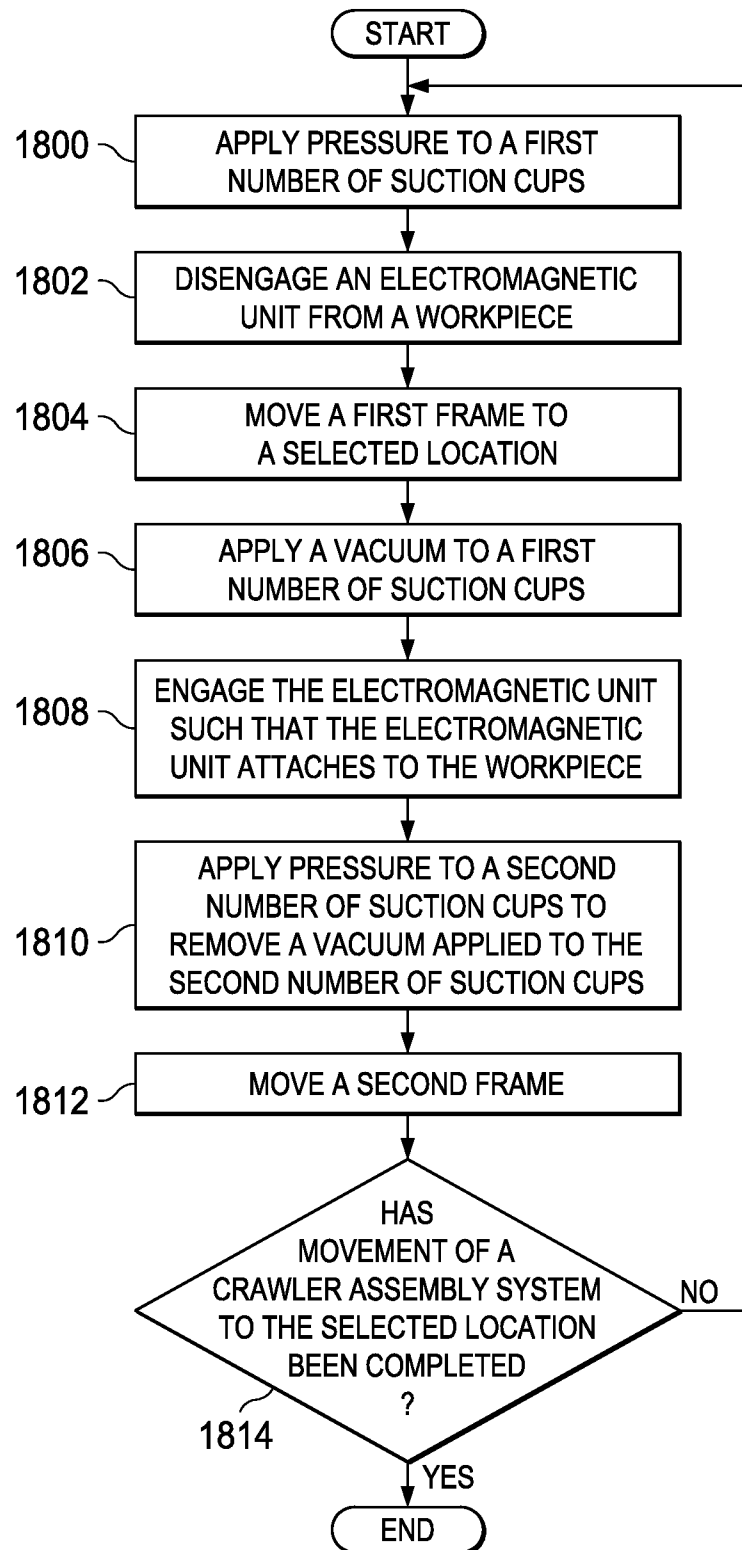 START
1800
APPLY PRESSURE TO A FIRST
NUMBER OF SUCTION CUPS
1802
DISENGAGE AN ELECTROMAGNETIC
UNIT FROM A WORKPIECE
1804
MOVE A FIRST FRAME TO
A SELECTED LOCATION
1806
APPLY A VACUUM TO A FIRST
NUMBER OF SUCTION CUPS
1808
ENGAGE THE ELECTROMAGNETIC UNIT
SUCH THAT THE ELECTROMAGNETIC
UNIT ATTACHES TO THE WORKPIECE
1810
APPLY PRESSURE TO A SECOND
NUMBER OF SUCTION CUPS TO
REMOVE A VACUUM APPLIED TO THE
SECOND NUMBER OF SUCTION CUPS
1812
MOVE A SECOND FRAME
HAS
MOVEMENT OF A
CRAWLER ASSEMBLY SYSTEM
TO THE SELECTED LOCATION
BEEN COMPLETED
?
NO
1814
YES
END